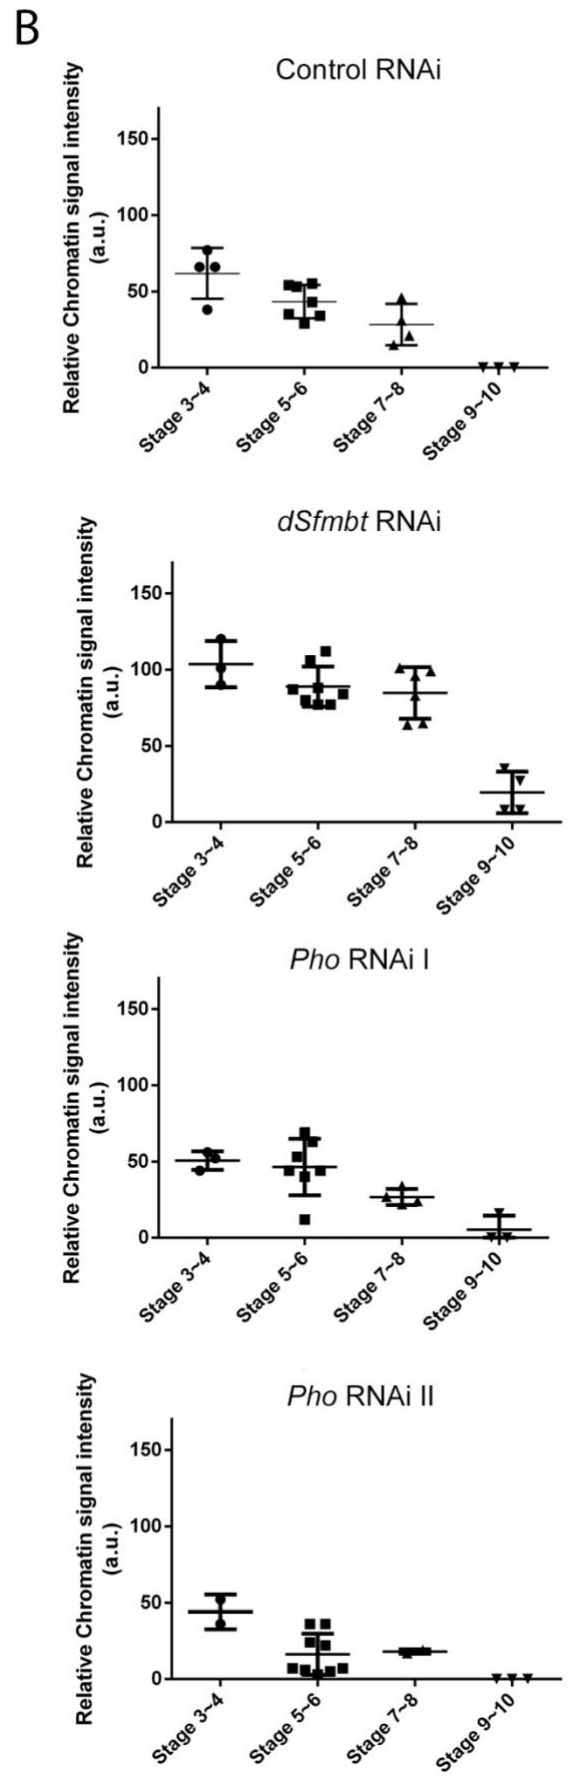 B
Control RNAi
Relative Chromatin signal intensity
(a.u.)
150
100
50
0
Stage 3~4
Stage 5~6
Stage 7~8
Stage 9~10
dSfmbt RNAi
Relative Chromatin signal intensity
(a.u.)
150
100
50
0
Stage 3~4
Stage 5~6
Stage 7~8
Stage 9~10
Pho RNAi I
Relative Chromatin signal intensity
(a.u.)
150
100
50
0
Stage 3~4
Stage 5~6
Stage 7~8
Stage 9~10
Pho RNAi II
Relative Chromatin signal intensity
(a.u.)
150
100
50
0
Stage 3~4
Stage 5~6
Stage 7~8
Stage 9~10